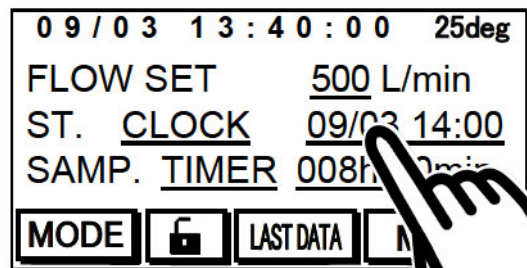 09/03 13:40:00 25deg
FLOW SET 500 L/min
ST. CLOCK 09/03 14:00
SAMP. TIMER
MODE LAST DATA